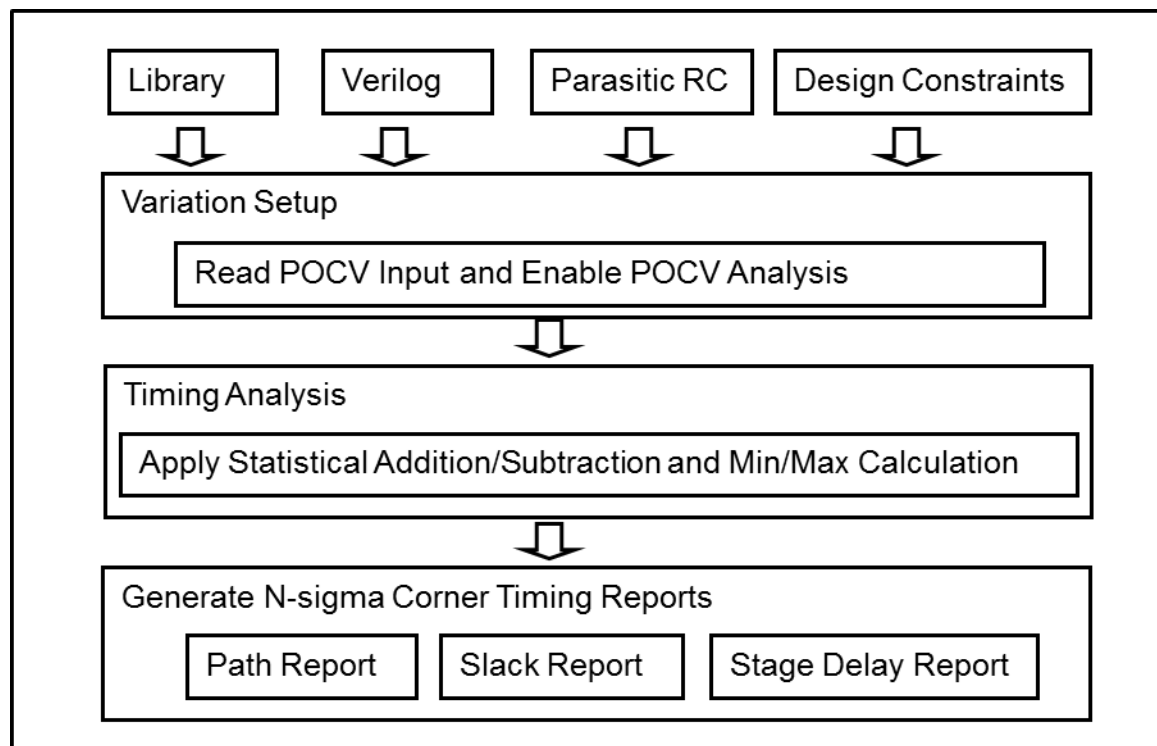 Library Verilog Parasitic RC Design Constraints
Variation Setup
Read POCV Input and Enable POCV Analysis
Timing Analysis
Apply Statistical Addition/Subtraction and Min/Max Calculation
Generate N-sigma Corner Timing Reports
Path Report Slack Report Stage Delay Report